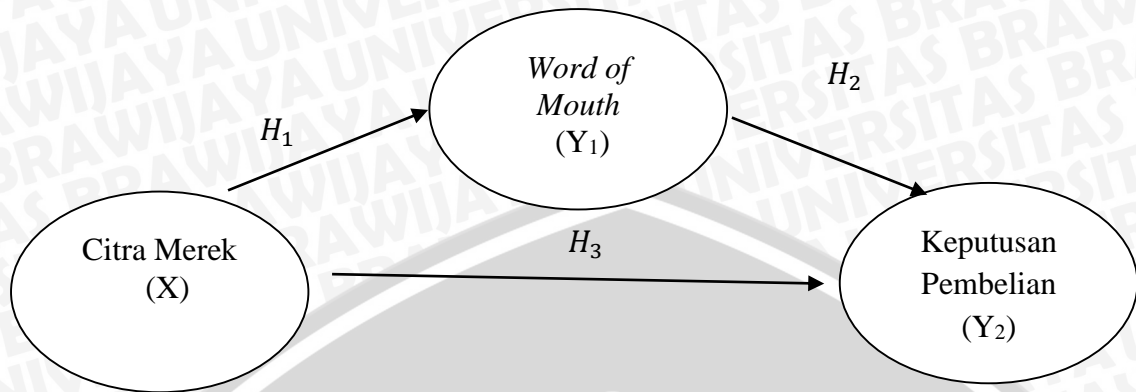 Word of
Mouth
(Y₁)
H₂
H₁
Citra Merek
(X)
H₃
Keputusan
Pembelian
(Y₂)